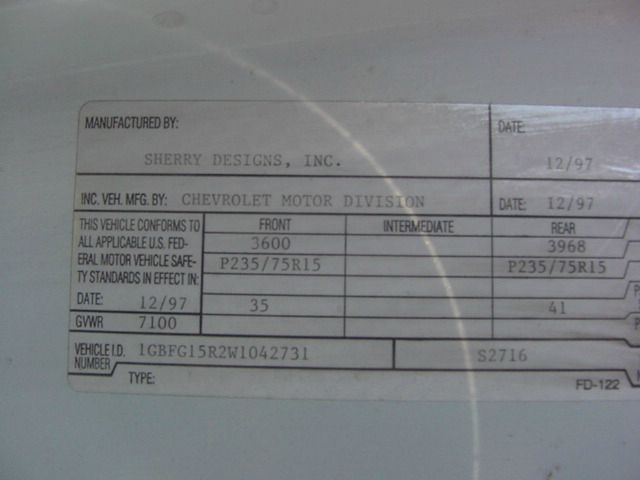 MANUFACTURED BY: DATE:
SHERRY DESIGNS, INC. 12/97
INC. VEH. MFG. BY: CHEVROLET MOTOR DIVISION DATE: 12/97
THIS VEHICLE CONFORMS TO FRONT INTERMEDIATE REAR
ALL APPLICABLE U.S. FED- 3600 3968
ERAL MOTOR VEHICLE SAFE- P235/75R15 P235/75R15
TY STANDARDS IN EFFECT IN:
DATE: 12/97 35 41
GVWR 7100
VEHICLE I.D. 1GBFG15R2W1042731 S2716
NUMBER
TYPE: FD-122